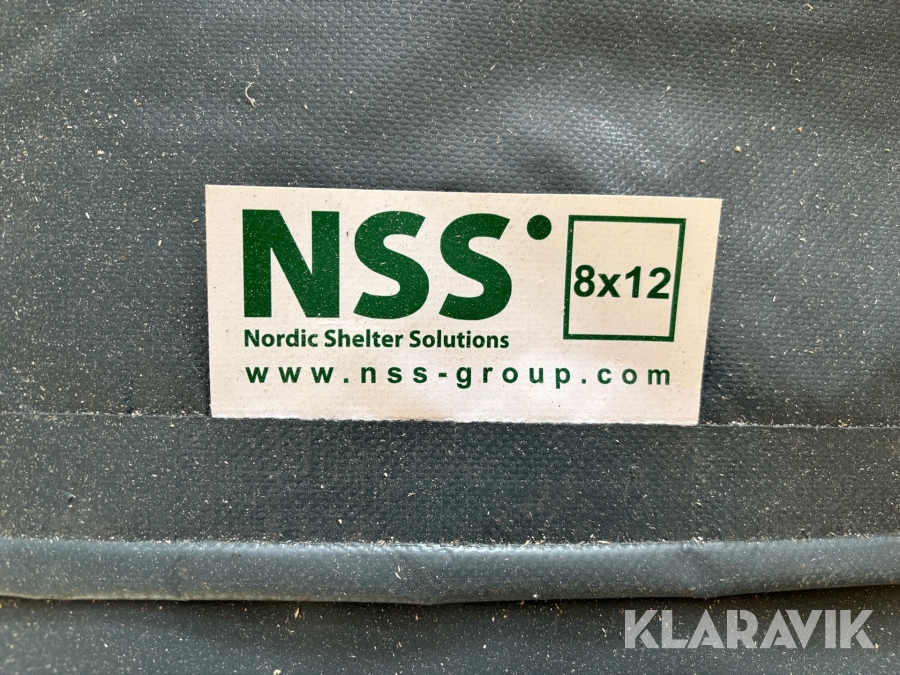 NSS
8x12
Nordic Shelter Solutions
www.nss-group.com
KLARAVIK